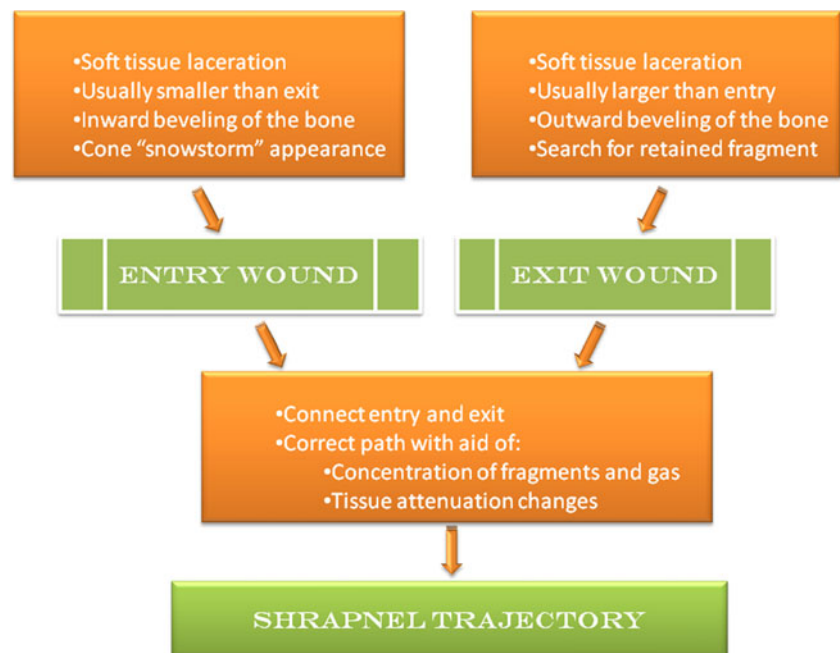 •Soft tissue laceration
•Usually smaller than exit
•Inward beveling of the bone
•Cone “snowstorm” appearance
•Soft tissue laceration
•Usually larger than entry
•Outward beveling of the bone
•Search for retained fragment
ENTRY WOUND
EXIT WOUND
•Connect entry and exit
•Correct path with aid of:
•Concentration of fragments and gas
•Tissue attenuation changes
SHRAPNEL TRAJECTORY